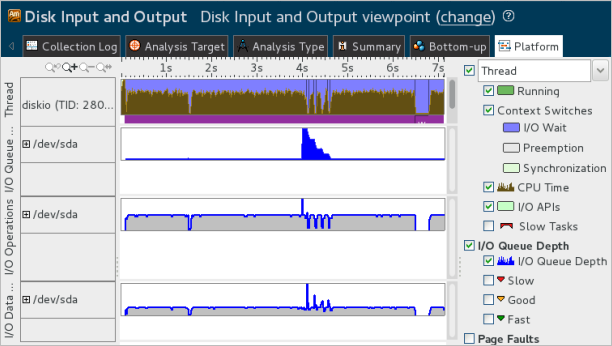 Disk Input and Output Disk Input and Output viewpoint (change) ?
Collection Log Analysis Target Analysis Type Summary Bottom-up Platform
1s 2s 3s 4s 5s 6s 7s
Thread
diskio (TID: 280...
I/O Queue ...
/dev/sda
I/O Operations
/dev/sda
I/O Data ...
/dev/sda
Thread
Running
Context Switches
I/O Wait
Preemption
Synchronization
CPU Time
I/O APIs
Slow Tasks
I/O Queue Depth
I/O Queue Depth
Slow
Good
Fast
Page Faults